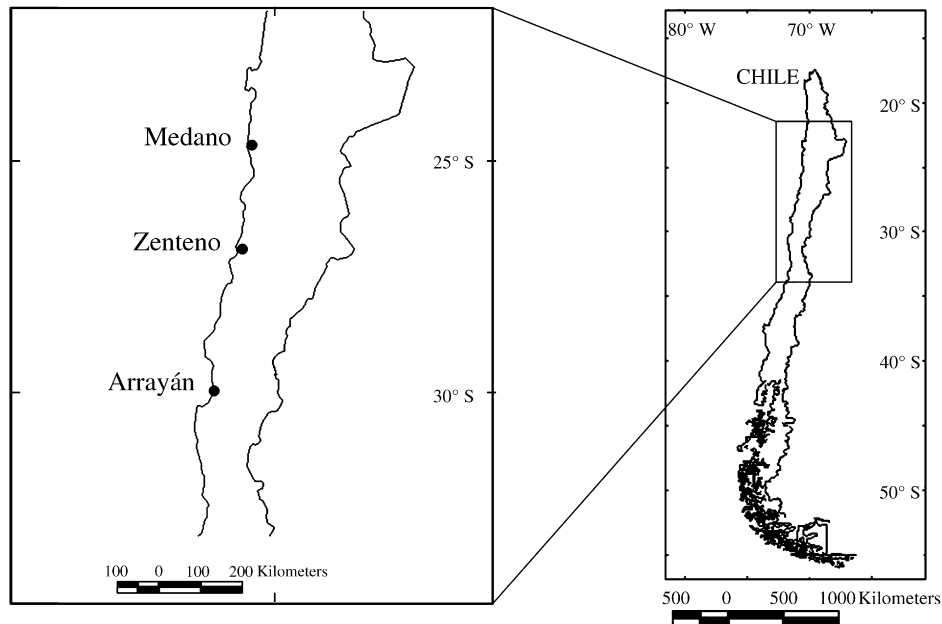 80° W 70° W
CHILE
20° S
Medano
25° S
Zenteno
30° S
Arrayán
30° S
40° S
50° S
100 0 100 200 Kilometers
500 0 500 1000 Kilometers